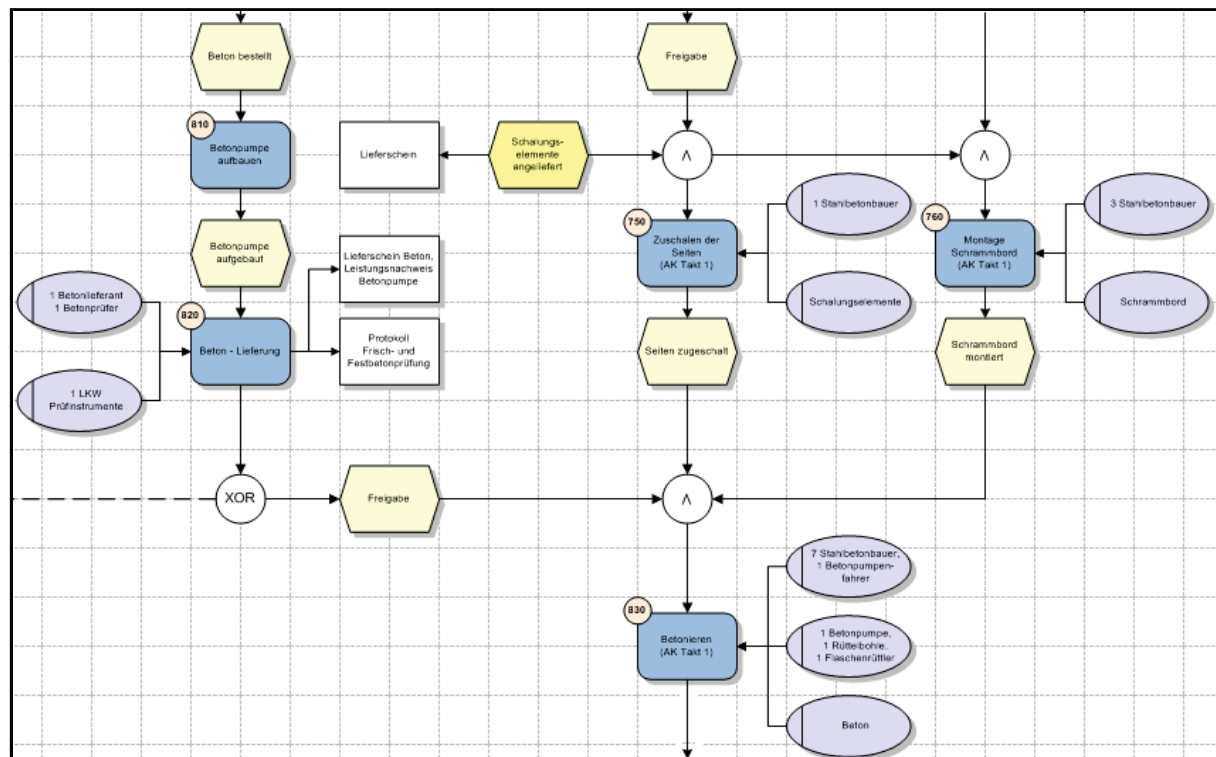 Beton bestellt
Freigabe
810
Betonpumpe
aufbauen
Lieferschein
Schalungs-
elemente
angeliefert
Λ
Λ
1 Stahlbetonbauer
3 Stahlbetonbauer
750
Zuschalen der
Seiten
(AK Takt 1)
760
Montage
Schrammbord
(AK Takt 1)
Betonpumpe
aufgebaut
Lieferschein Beton,
Leistungsnachweis
Betonpumpe
Schalungselemente
Schrammbord
1 Betonlieferant
1 Betonprüfer
820
Beton - Lieferung
Protokoll
Frisch- und
Festbetonprüfung
Seiten zugeschalt
Schrammbord
montiert
1 LKW
Prüfinstrumente
XOR
Freigabe
Λ
7 Stahlbetonbauer,
1 Betonpumpen-
fahrer
830
Betonieren
(AK Takt 1)
1 Betonpumpe,
1 Rüttelbohle,
1 Flaschenrüttler
Beton